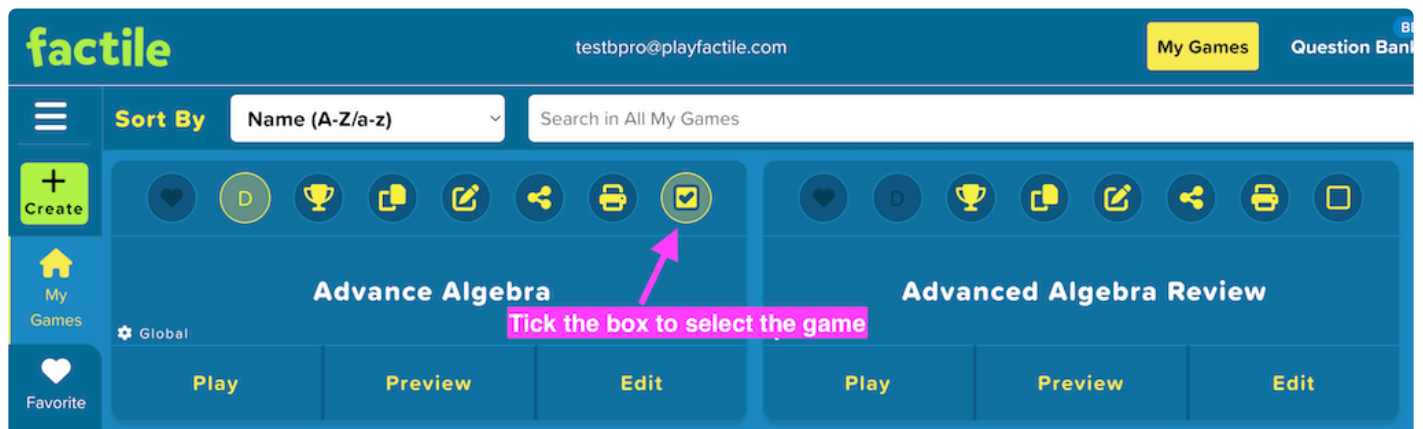 factile
testbpro@playfactile.com
My Games
Question Bank
Sort By
Name (A-Z/a-z)
Search in All My Games
+
Create
D
D
My
Games
Advance Algebra
Advanced Algebra Review
Tick the box to select the game
Global
Play
Preview
Edit
Play
Preview
Edit
Favorite